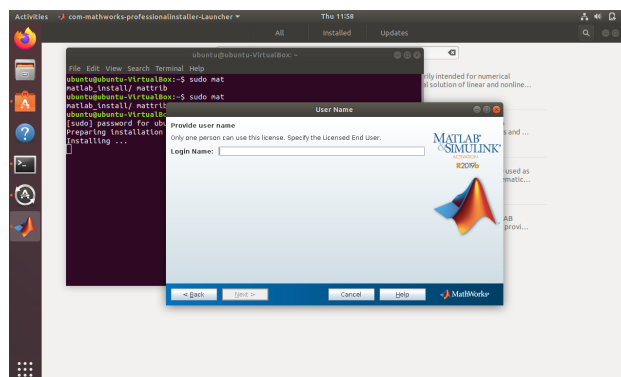 Activities
com-mathworks-professionalinstaller-Launcher
Thu 11:58
All
Installed
Updates
ubuntu@ubuntu-VirtualBox: ~
File Edit View Search Terminal Help
ubuntu@ubuntu-VirtualBox:~$ sudo mat
matlab_install/ mattrib
ubuntu@ubuntu-VirtualBox:~$ sudo mat
matlab_install/ mattrib
ubuntu@ubuntu-VirtualBo
[sudo] password for ubu
Preparing installation
Installing ...
rily intended for numerical
al solution of linear and nonline...
s and ...
used as
ematic...
AB
provi...
User Name
Provide user name
Only one person can use this license. Specify the Licensed End User.
Login Name:
MATLAB®
&SIMULINK®
ACTIVATION
R2019b
< Back
Next >
Cancel
Help
MathWorks®